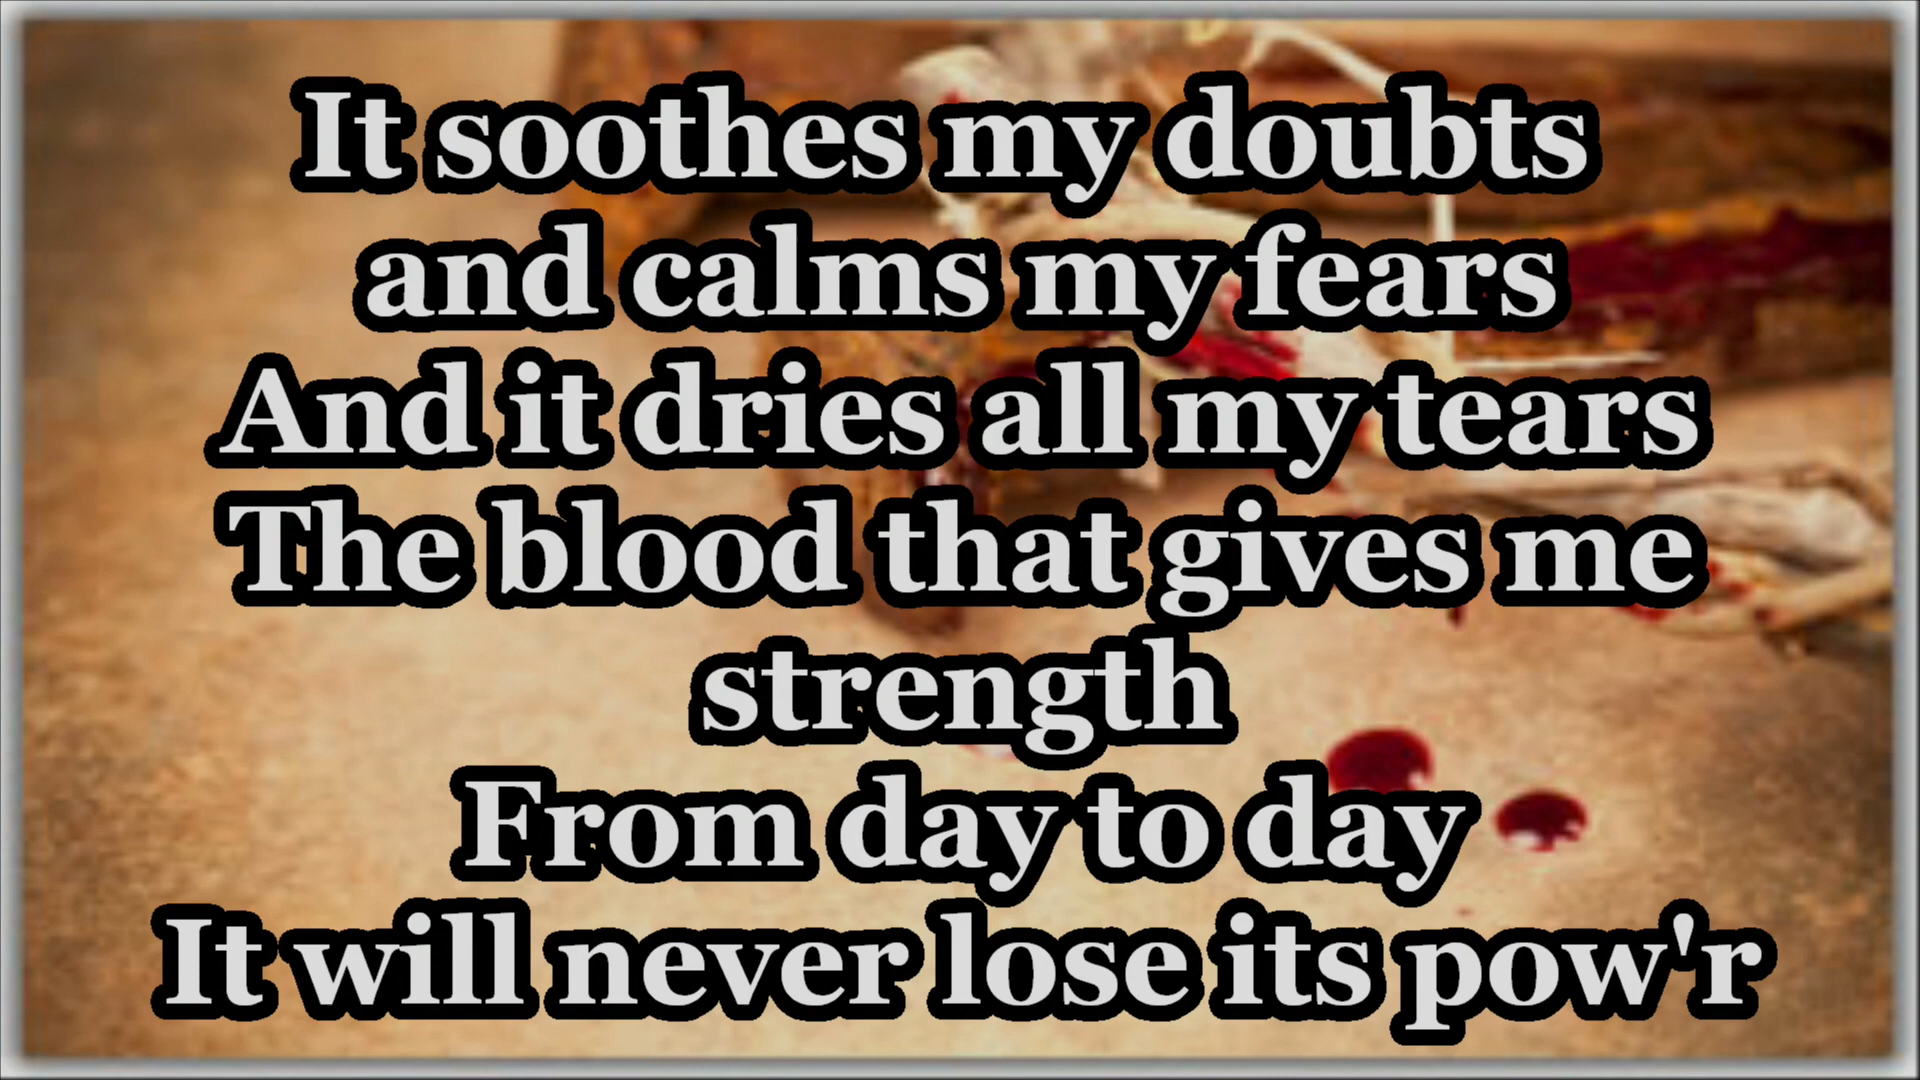 It soothes my doubts
and calms my fears
And it dries all my tears
The blood that gives me
strength
From day to day
It will never lose its pow'r